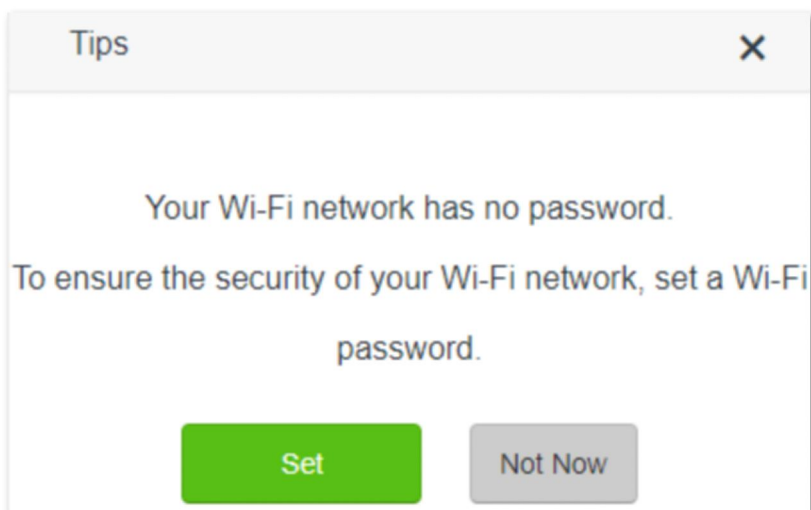 Tips
Your Wi-Fi network has no password.
To ensure the security of your Wi-Fi network, set a Wi-Fi
password.
Set
Not Now